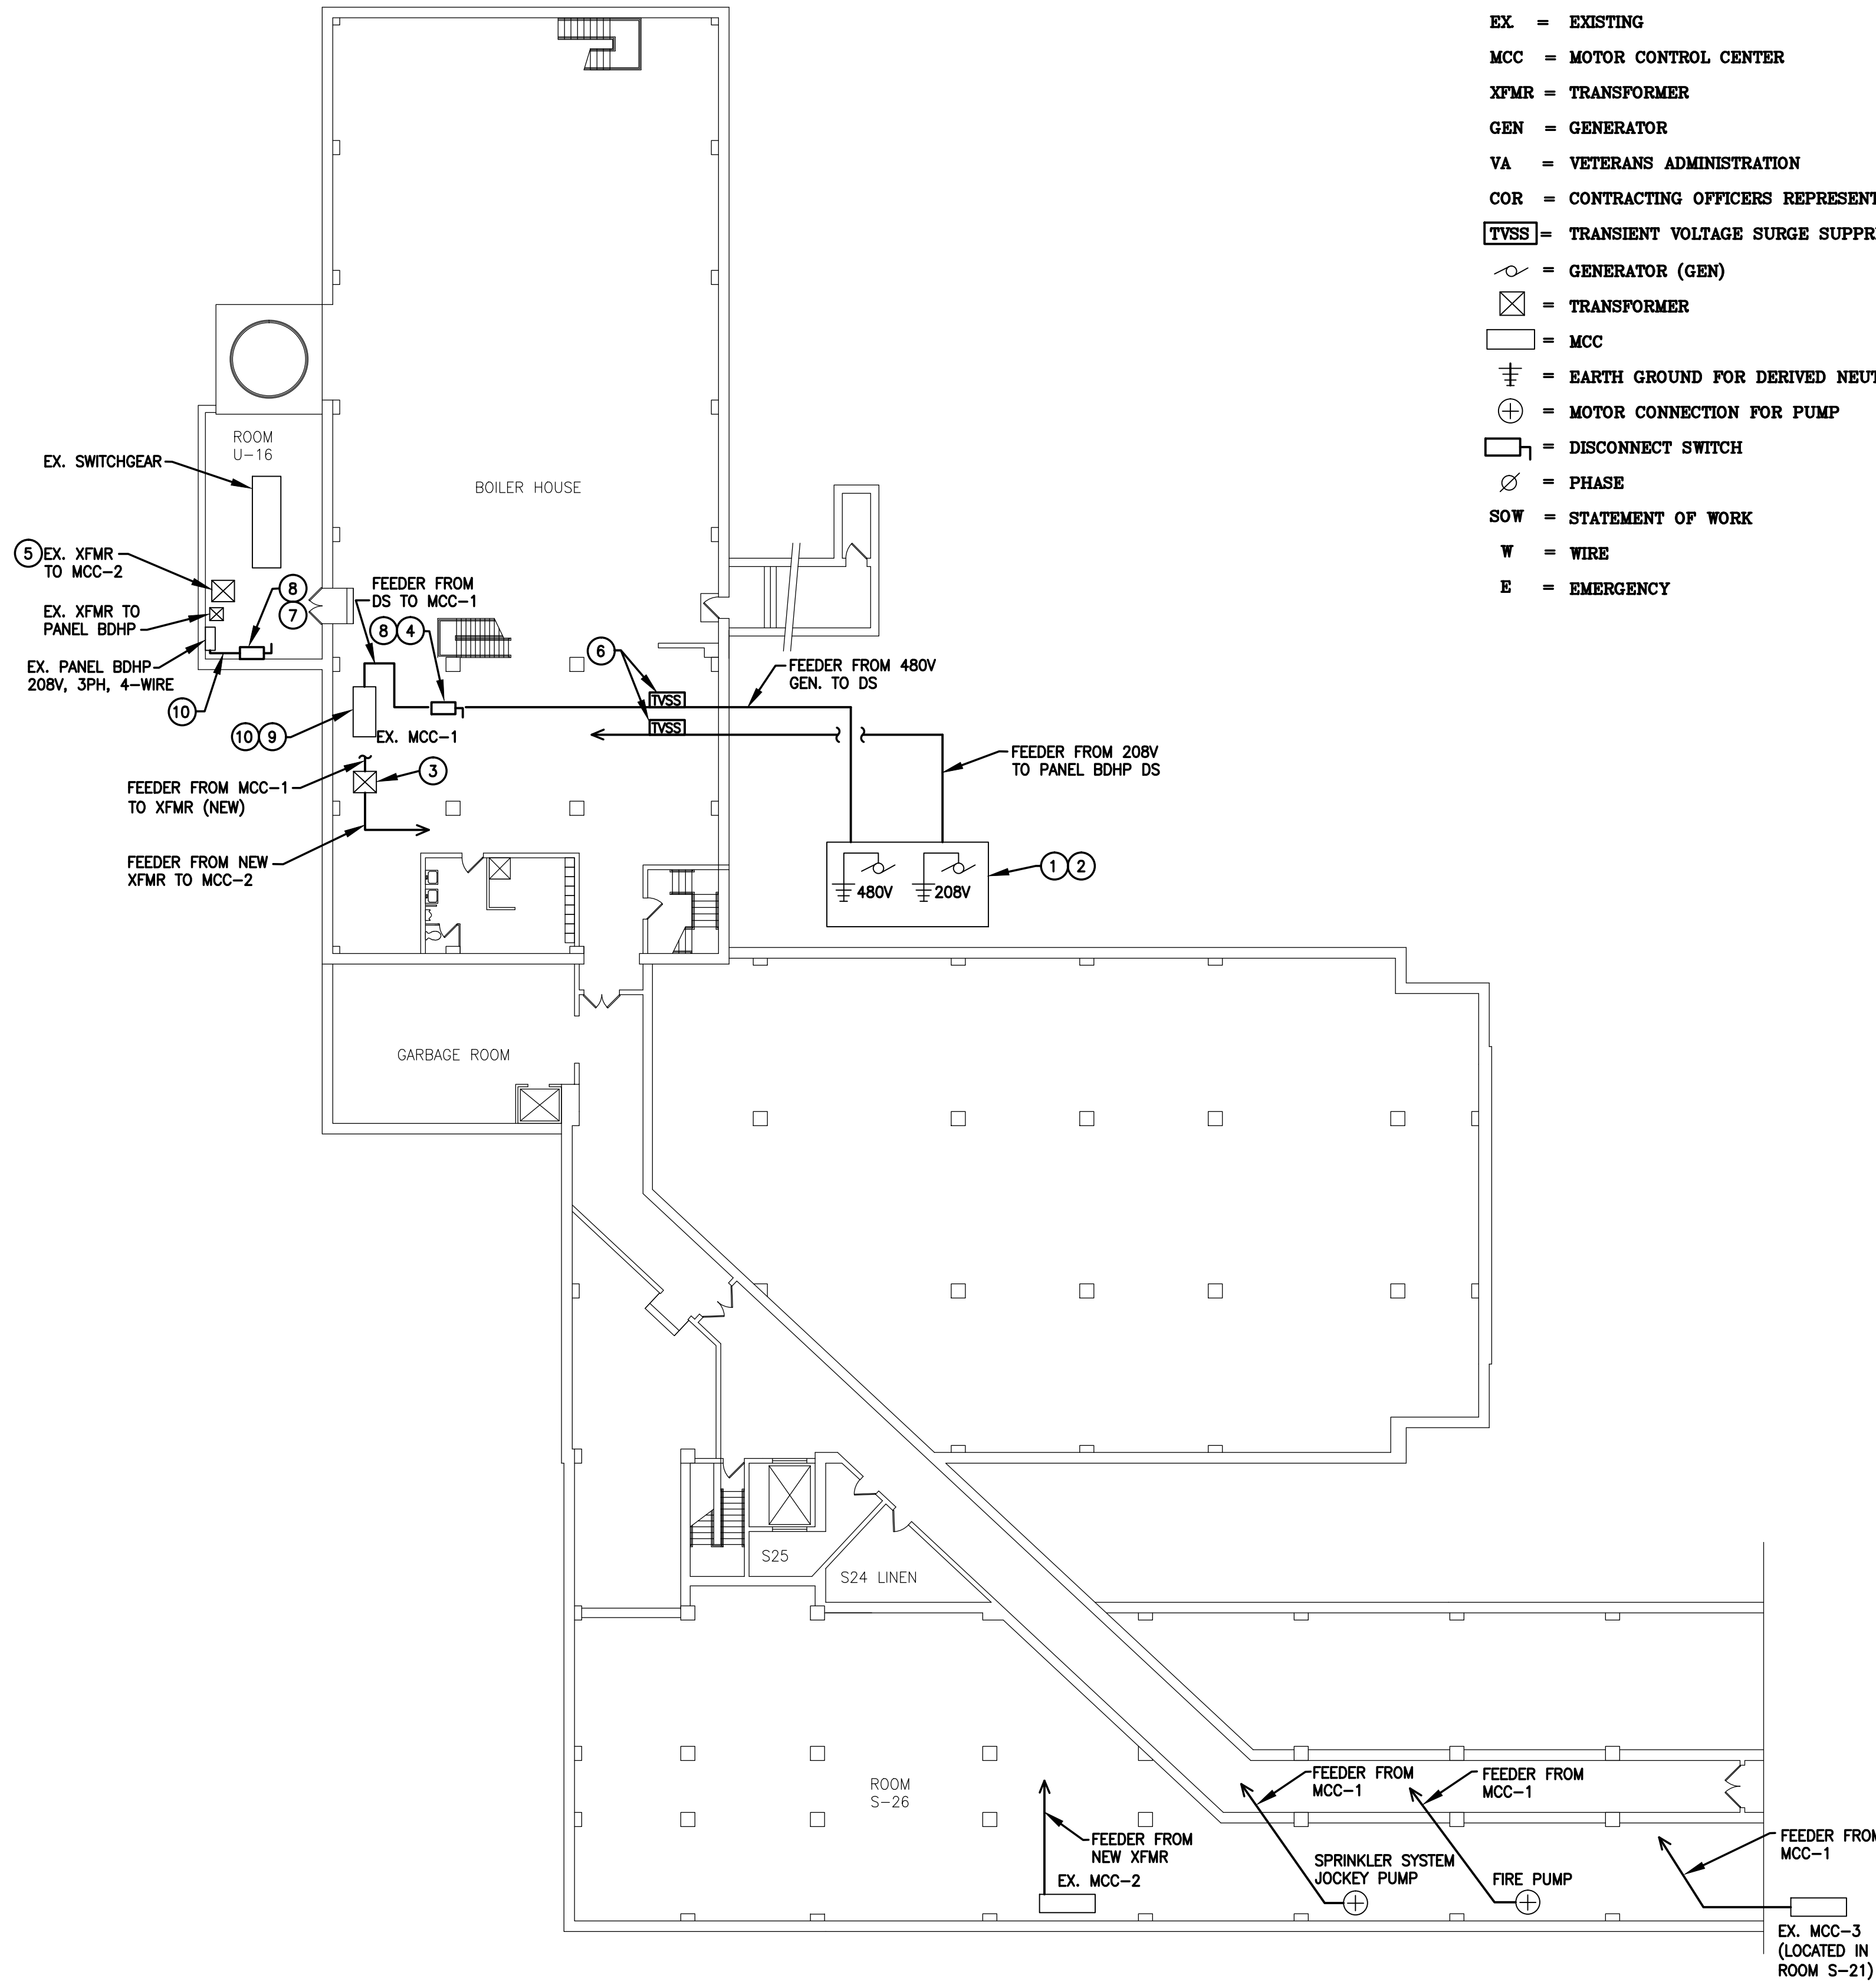 EX. = EXISTING
MCC = MOTOR CONTROL CENTER
XFMR = TRANSFORMER
GEN = GENERATOR
VA = VETERANS ADMINISTRATION
COR = CONTRACTING OFFICERS REPRESENT
TVSS = TRANSIENT VOLTAGE SURGE SUPPR
= GENERATOR (GEN)
= TRANSFORMER
= MCC
= EARTH GROUND FOR DERIVED NEUT
= MOTOR CONNECTION FOR PUMP
= DISCONNECT SWITCH
Ø = PHASE
SOW = STATEMENT OF WORK
W = WIRE
E = EMERGENCY
ROOM
U-16
EX. SWITCHGEAR
BOILER HOUSE
5 EX. XFMR
TO MCC-2
8
7
EX. XFMR TO
PANEL BDHP
EX. PANEL BDHP
208V, 3PH, 4-WIRE
10
FEEDER FROM
DS TO MCC-1
8 4
6
TVSS
TVSS
FEEDER FROM 480V
GEN. TO DS
10 9
EX. MCC-1
FEEDER FROM 208V
TO PANEL BDHP DS
3
FEEDER FROM MCC-1
TO XFMR (NEW)
FEEDER FROM NEW
XFMR TO MCC-2
1 2
480V
208V
GARBAGE ROOM
S25
S24 LINEN
ROOM
S-26
FEEDER FROM
MCC-1
FEEDER FROM
MCC-1
FEEDER FROM
NEW XFMR
EX. MCC-2
SPRINKLER SYSTEM
JOCKEY PUMP
FIRE PUMP
FEEDER FROM
MCC-1
EX. MCC-3
(LOCATED IN
ROOM S-21)